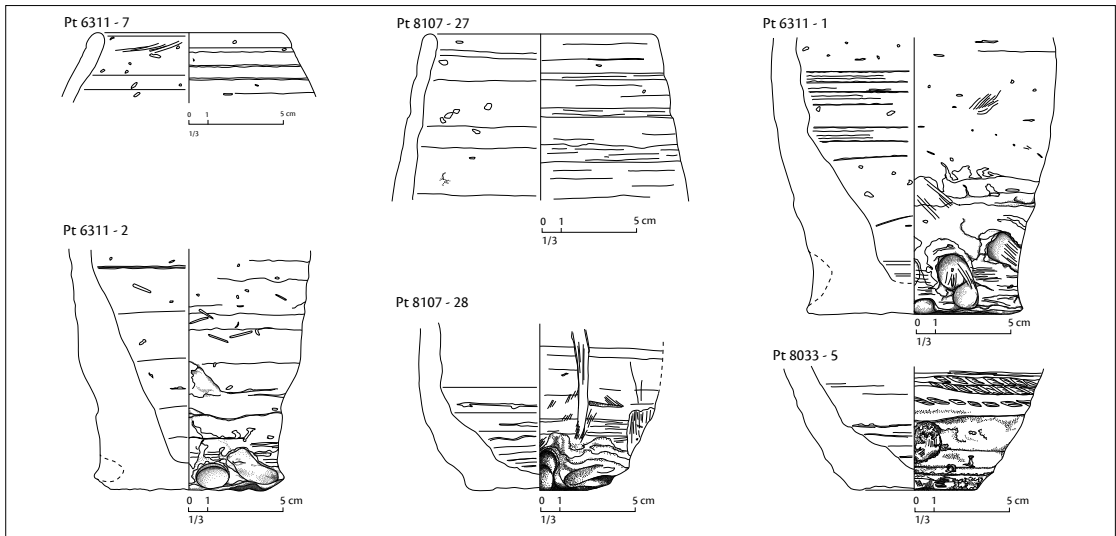 Pt 6311 - 7
0 1 5 cm
1/3
Pt 8107 - 27
0 1 5 cm
1/3
Pt 6311 - 1
0 1 5 cm
1/3
Pt 6311 - 2
0 1 5 cm
1/3
Pt 8107 - 28
0 1 5 cm
1/3
Pt 8033 - 5
0 1 5 cm
1/3